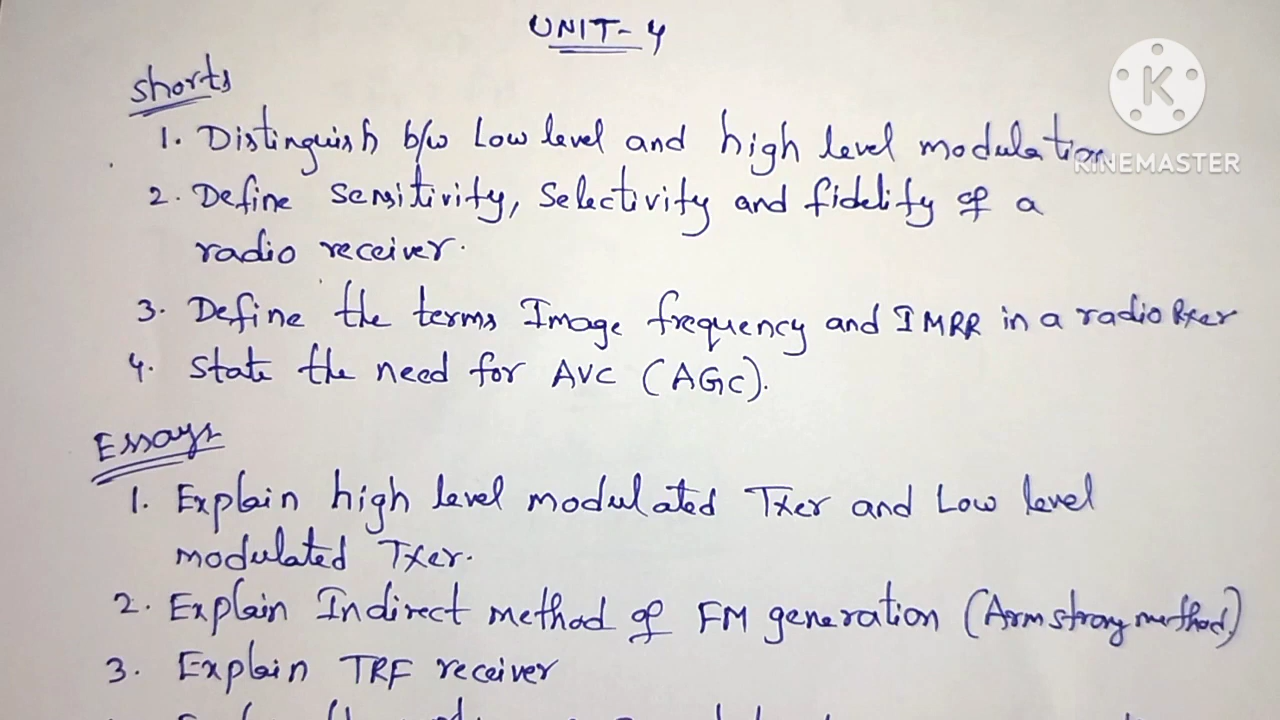 UNIT-4
Shorts
1. Distinguish b/w Low level and high level modulation
KINEMASTER
2. Define Sensitivity, Selectivity and fidelity of a
radio receiver.
3. Define the terms Image frequency and IMRR in a radio Rxer
4. State the need for AVC (AGC).
Essays
1. Explain high level modulated Txer and Low level
modulated Txer.
2. Explain Indirect method of FM generation (Armstrong method)
3. Explain TRF receiver